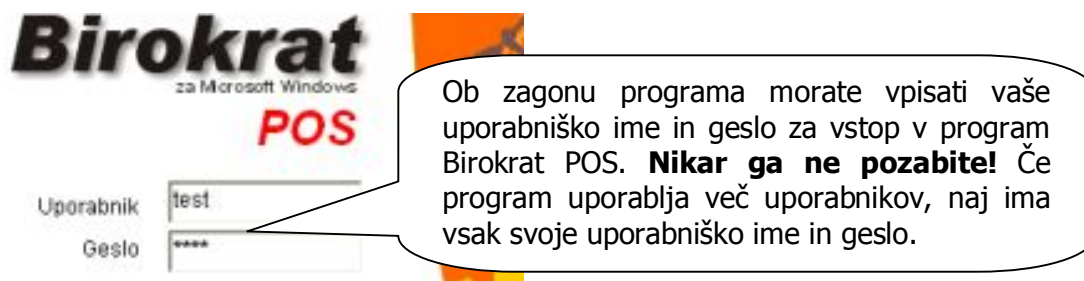 Birokrat
za Microsoft Windows
POS
Uporabnik test
Geslo ****
Ob zagonu programa morate vpisati vaše
uporabniško ime in geslo za vstop v program
Birokrat POS. Nikar ga ne pozabite! Če
program uporablja več uporabnikov, naj ima
vsak svoje uporabniško ime in geslo.